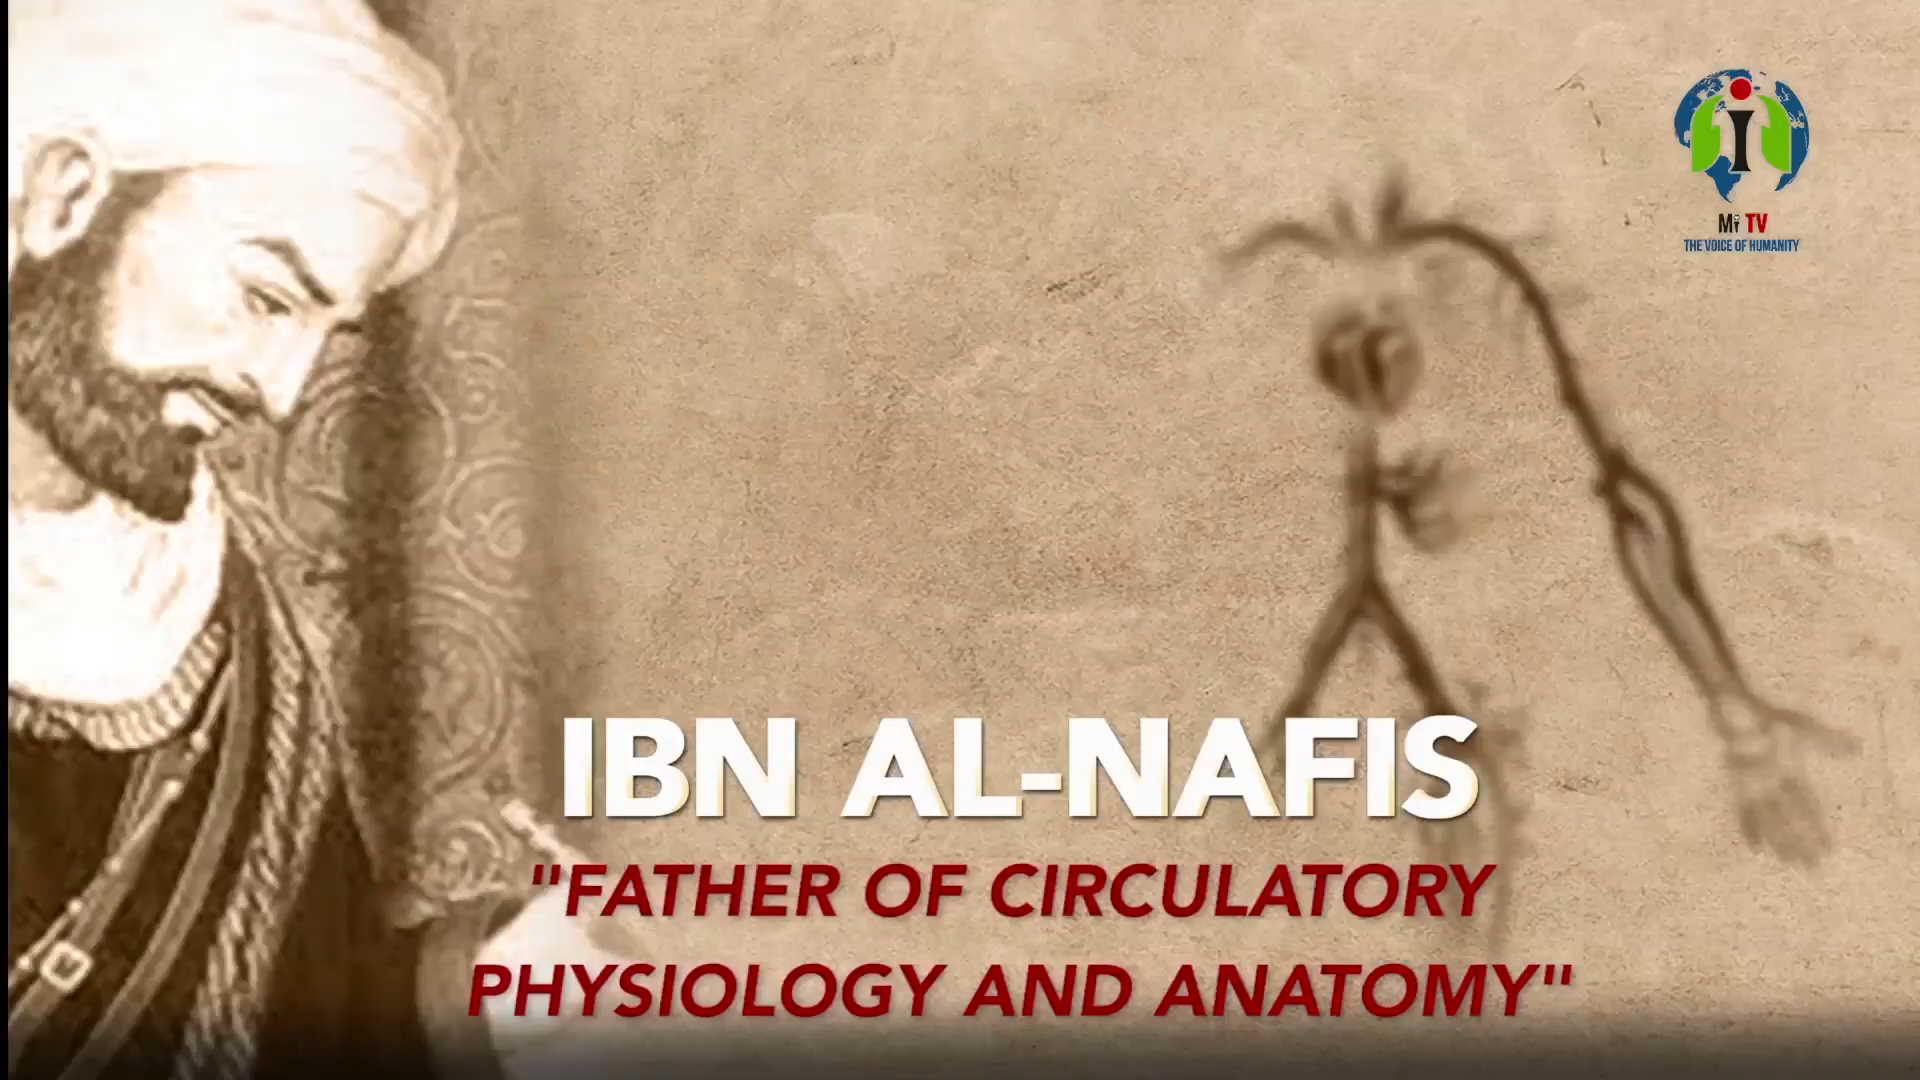 Mi TV
THE VOICE OF HUMANITY
IBN AL-NAFIS
"FATHER OF CIRCULATORY
PHYSIOLOGY AND ANATOMY"